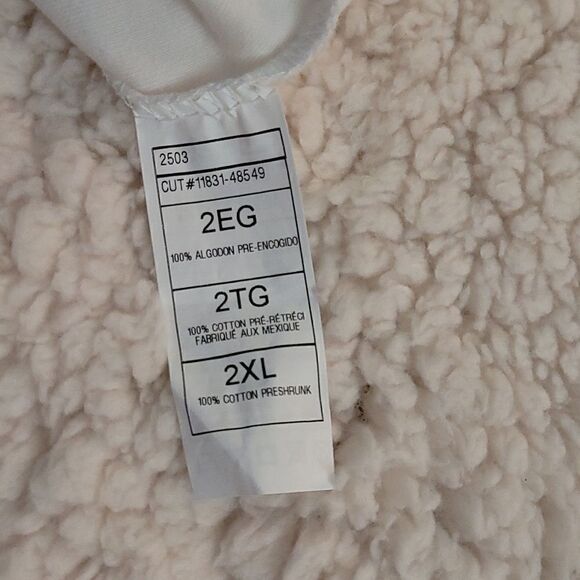 2503
CUT#11831-48549
2EG
100% ALGODON PRE-ENCOGIDO
2TG
100% COTTON PRÉ-RÉTRÉCI
FABRIQUÉ AUX MEXIQUE
2XL
100% COTTON PRESHRUNK